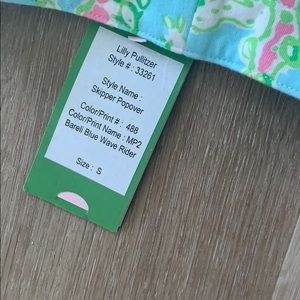 Lilly Pulitzer
Style # : 33261
Style Name :
Skipper Popover
Color/Print # : 488
Color/Print Name : MP2
Bareli Blue Wave Rider
Size : S